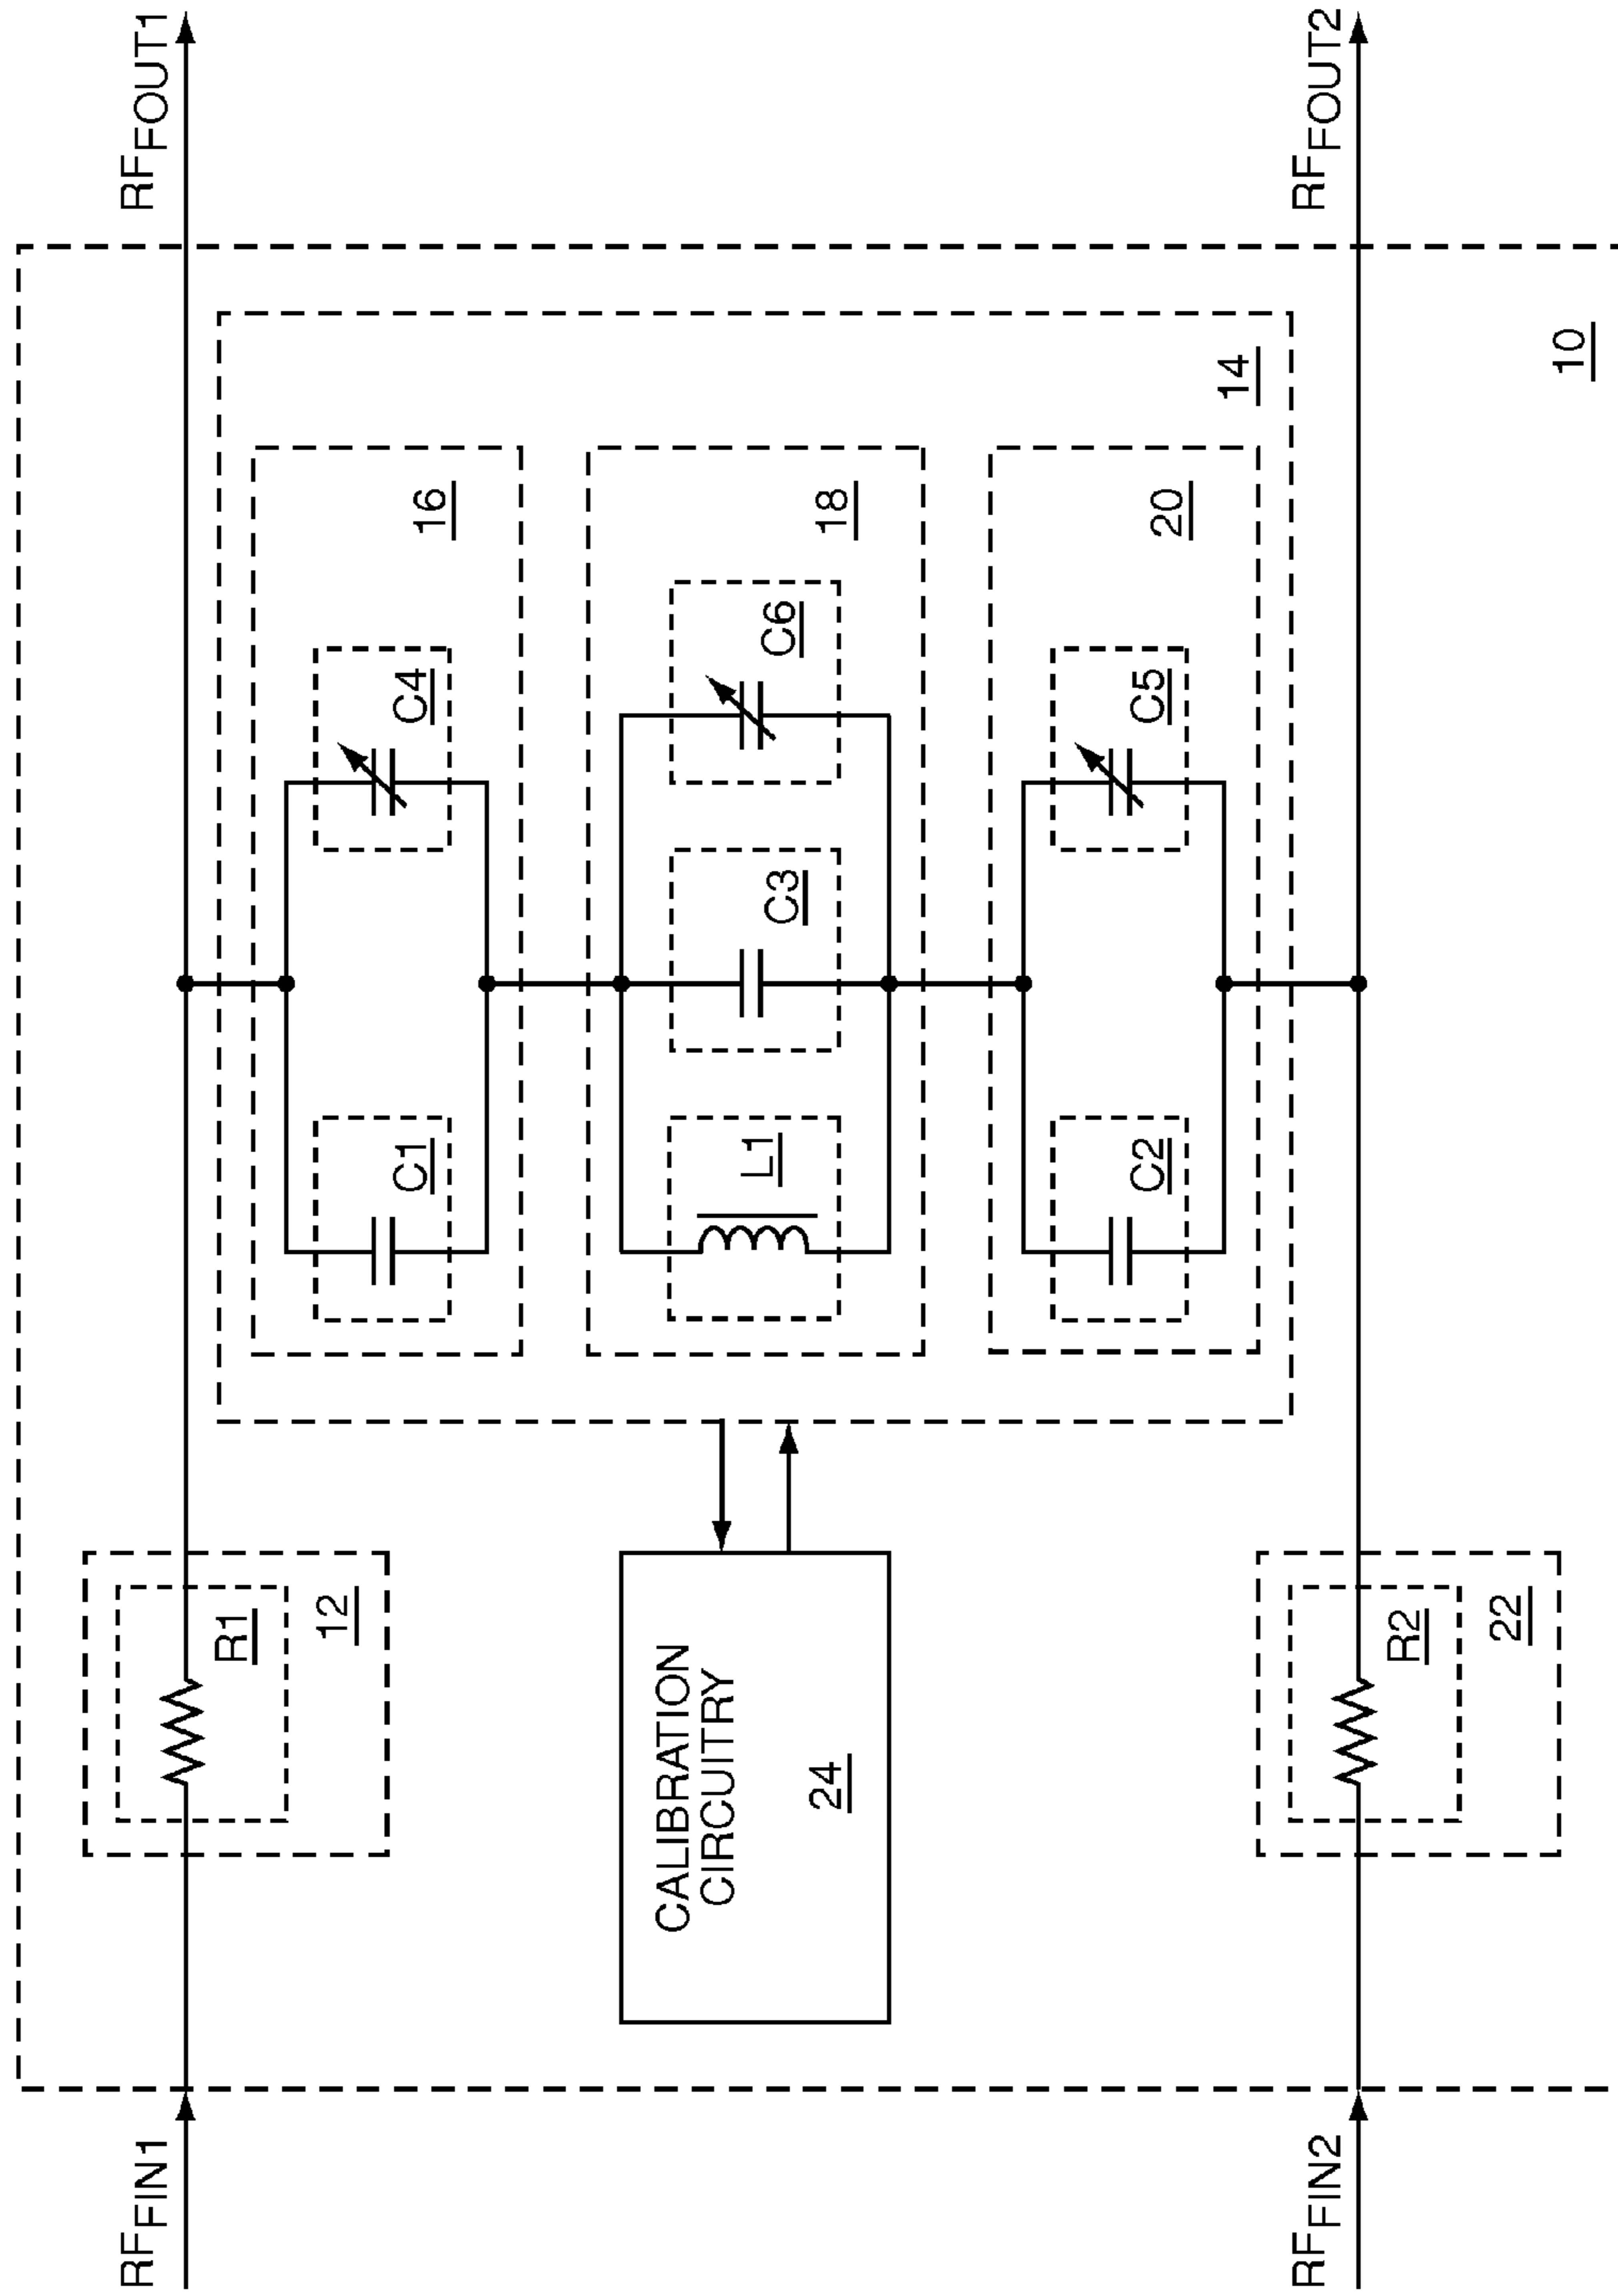 RFFIN1
RFFOUT1
R1
12
C1
C4
16
L1
C3
C6
18
CALIBRATION
CIRCUITRY
24
C2
C5
20
14
R2
22
RFFIN2
RFFOUT2
10